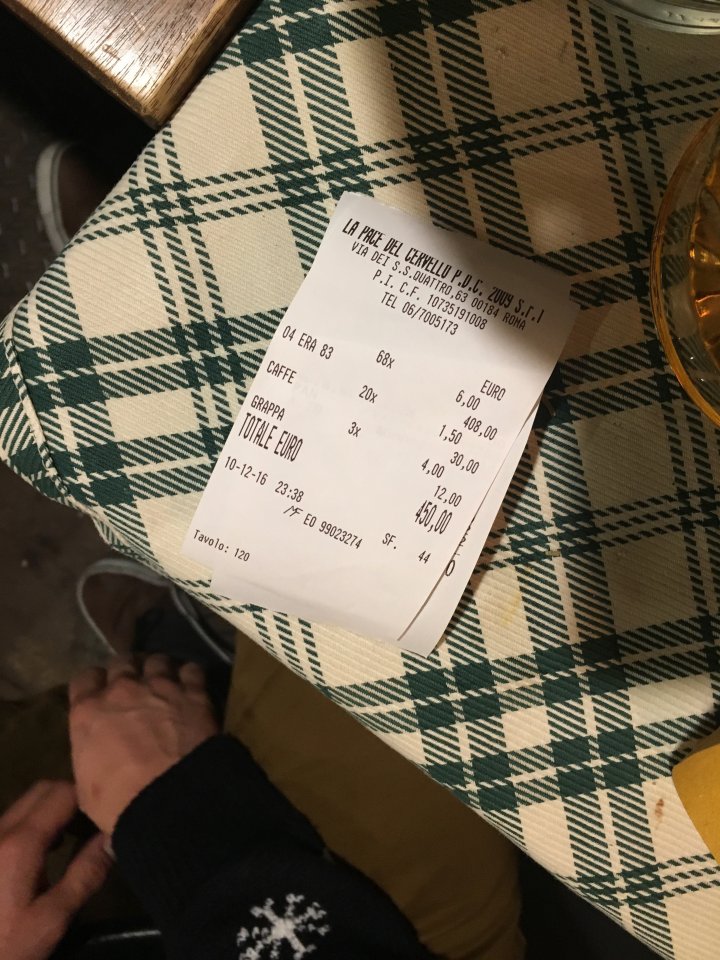 LA PACE DEL CERVELLO P.D.C. 2009 S.r.l
VIA DEI S.S.QUATTRO,63 00184 ROMA
P.I. C.F. 10735191008
TEL 06/7005173
EURO
68x 6,00
04 ERA 83 408,00
20x 1,50
CAFFE 30,00
3x 4,00
GRAPPA 12,00
TOTALE EURO 450,00
10-12-16 23:38 SF. 44
MF EO 99023274
Tavolo: 120